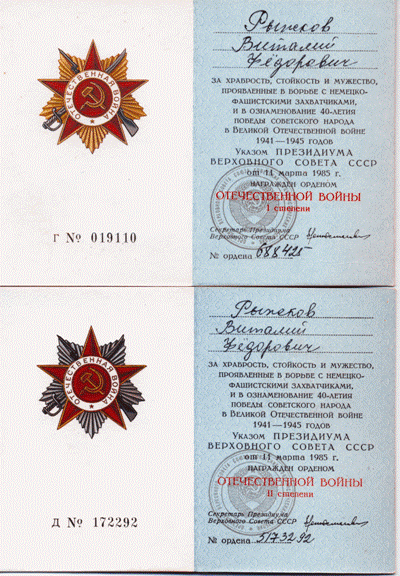 ОТЕЧЕСТВЕННАЯ ВОЙНА
Г № 019110
Рыжков
Виталий
Фёдорович
ЗА ХРАБРОСТЬ, СТОЙКОСТЬ И МУЖЕСТВО,
ПРОЯВЛЕННЫЕ В БОРЬБЕ С НЕМЕЦКО-
ФАШИСТСКИМИ ЗАХВАТЧИКАМИ,
И В ОЗНАМЕНОВАНИЕ 40-ЛЕТИЯ
ПОБЕДЫ СОВЕТСКОГО НАРОДА
В ВЕЛИКОЙ ОТЕЧЕСТВЕННОЙ ВОЙНЕ
1941—1945 ГОДОВ
УКАЗОМ ПРЕЗИДИУМА
ВЕРХОВНОГО СОВЕТА СССР
от 11 марта 1985 г.
НАГРАЖДЕН ОРДЕНОМ
ОТЕЧЕСТВЕННОЙ ВОЙНЫ
I степени
Секретарь Президиума
Верховного Совета СССР
№ ордена 688425
ОТЕЧЕСТВЕННАЯ ВОЙНА
Д № 172292
Рыжков
Виталий
Фёдорович
ЗА ХРАБРОСТЬ, СТОЙКОСТЬ И МУЖЕСТВО,
ПРОЯВЛЕННЫЕ В БОРЬБЕ С НЕМЕЦКО-
ФАШИСТСКИМИ ЗАХВАТЧИКАМИ,
И В ОЗНАМЕНОВАНИЕ 40-ЛЕТИЯ
ПОБЕДЫ СОВЕТСКОГО НАРОДА
В ВЕЛИКОЙ ОТЕЧЕСТВЕННОЙ ВОЙНЕ
1941—1945 ГОДОВ
УКАЗОМ ПРЕЗИДИУМА
ВЕРХОВНОГО СОВЕТА СССР
от 11 марта 1985 г.
НАГРАЖДЕН ОРДЕНОМ
ОТЕЧЕСТВЕННОЙ ВОЙНЫ
II степени
Секретарь Президиума
Верховного Совета СССР
№ ордена 5173292